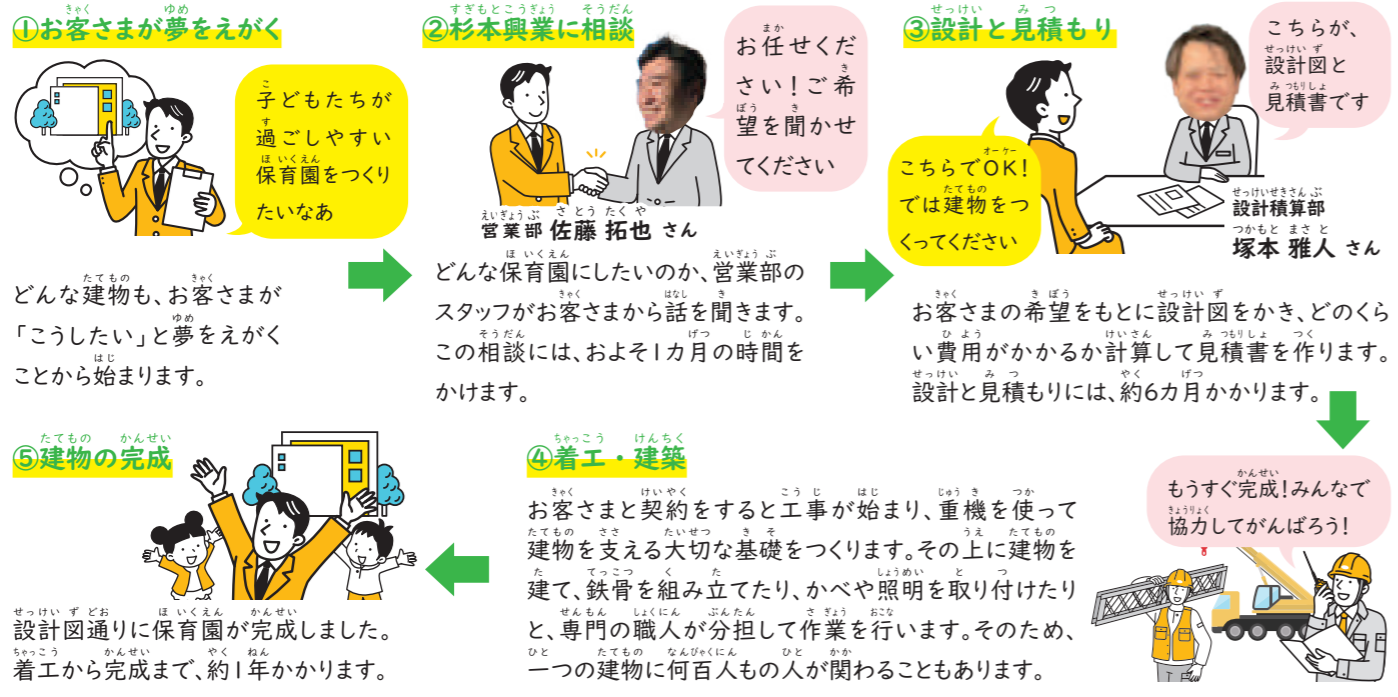 ①お客さまが夢をえがく
子どもたちが
過ごしやすい
保育園をつくり
たいなあ
どんな建物も、お客さまが
「こうしたい」と夢をえがく
ことから始まります。
②杉本興業に相談
お任せくだ
さい！ご希
望を聞かせ
てください
営業部 佐藤 拓也 さん
どんな保育園にしたいのか、営業部の
スタッフがお客さまから話を聞きます。
この相談には、およそ1カ月の時間を
かけます。
③設計と見積もり
こちらが、
設計図と
見積書です
こちらでOK！
では建物をつ
くってください
設計積算部
塚本 雅人 さん
お客さまの希望をもとに設計図をかき、どのくら
い費用がかかるか計算して見積書を作ります。
設計と見積もりには、約6カ月かかります。
④着工・建築
お客さまと契約をすると工事が始まり、重機を使って
建物を支える大切な基礎をつくります。その上に建物を
建て、鉄骨を組み立てたり、かべや照明を取り付けたり
と、専門の職人が分担して作業を行います。そのため、
一つの建物に何百人もの人が関わることもあります。
もうすぐ完成！みんなで
協力してがんばろう！
⑤建物の完成
設計図通りに保育園が完成しました。
着工から完成まで、約1年かかります。